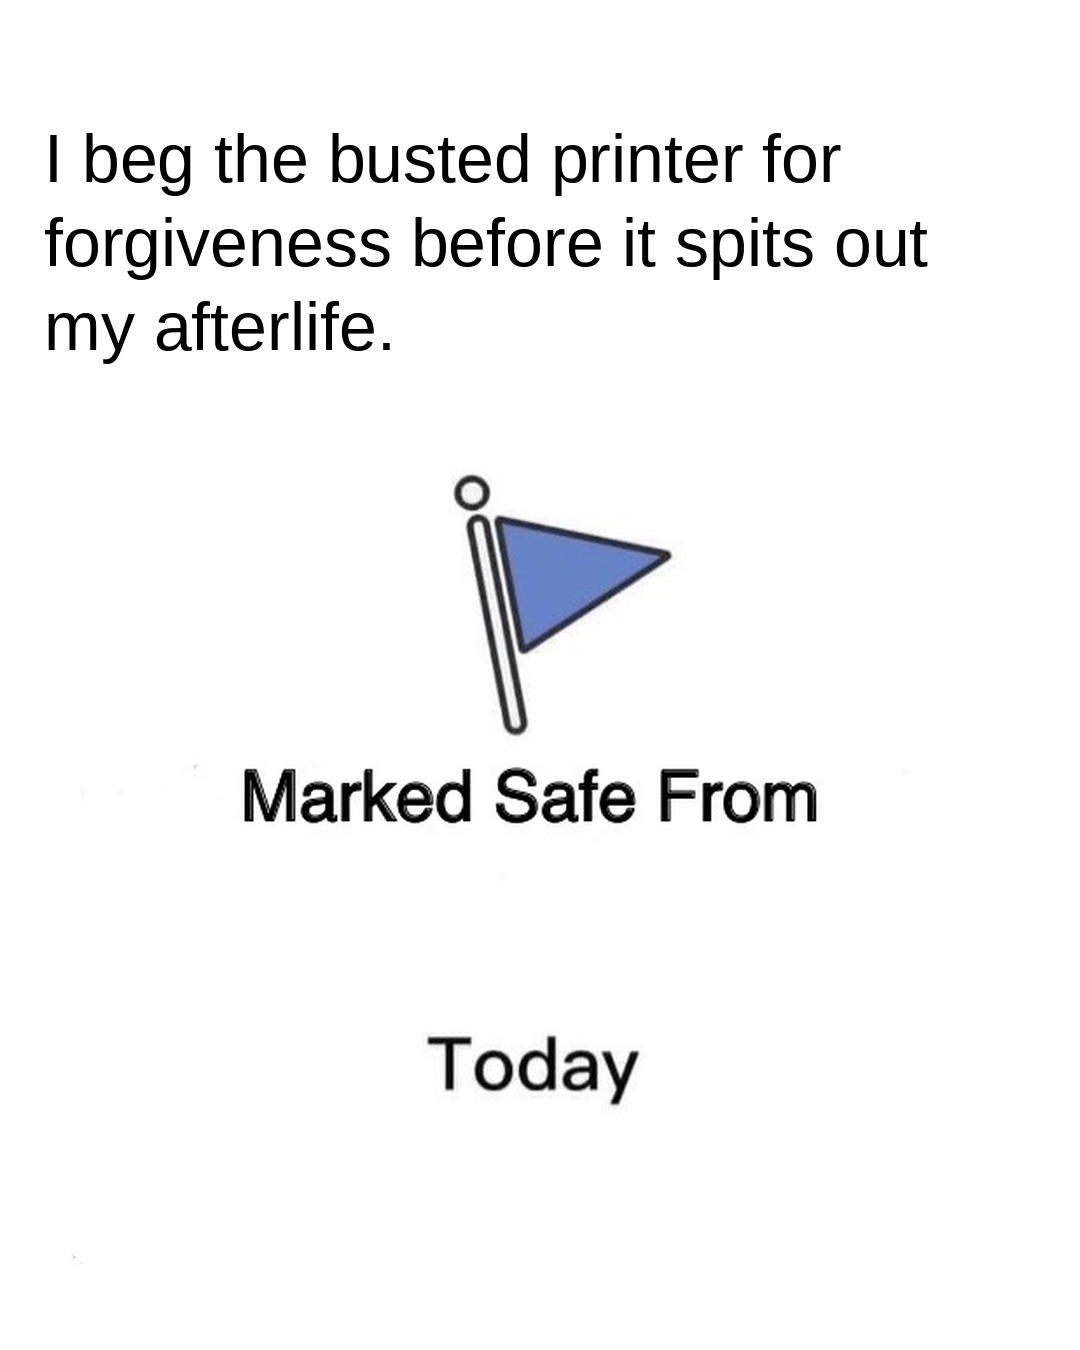 I beg the busted printer for
forgiveness before it spits out
my afterlife.
Marked Safe From
Today